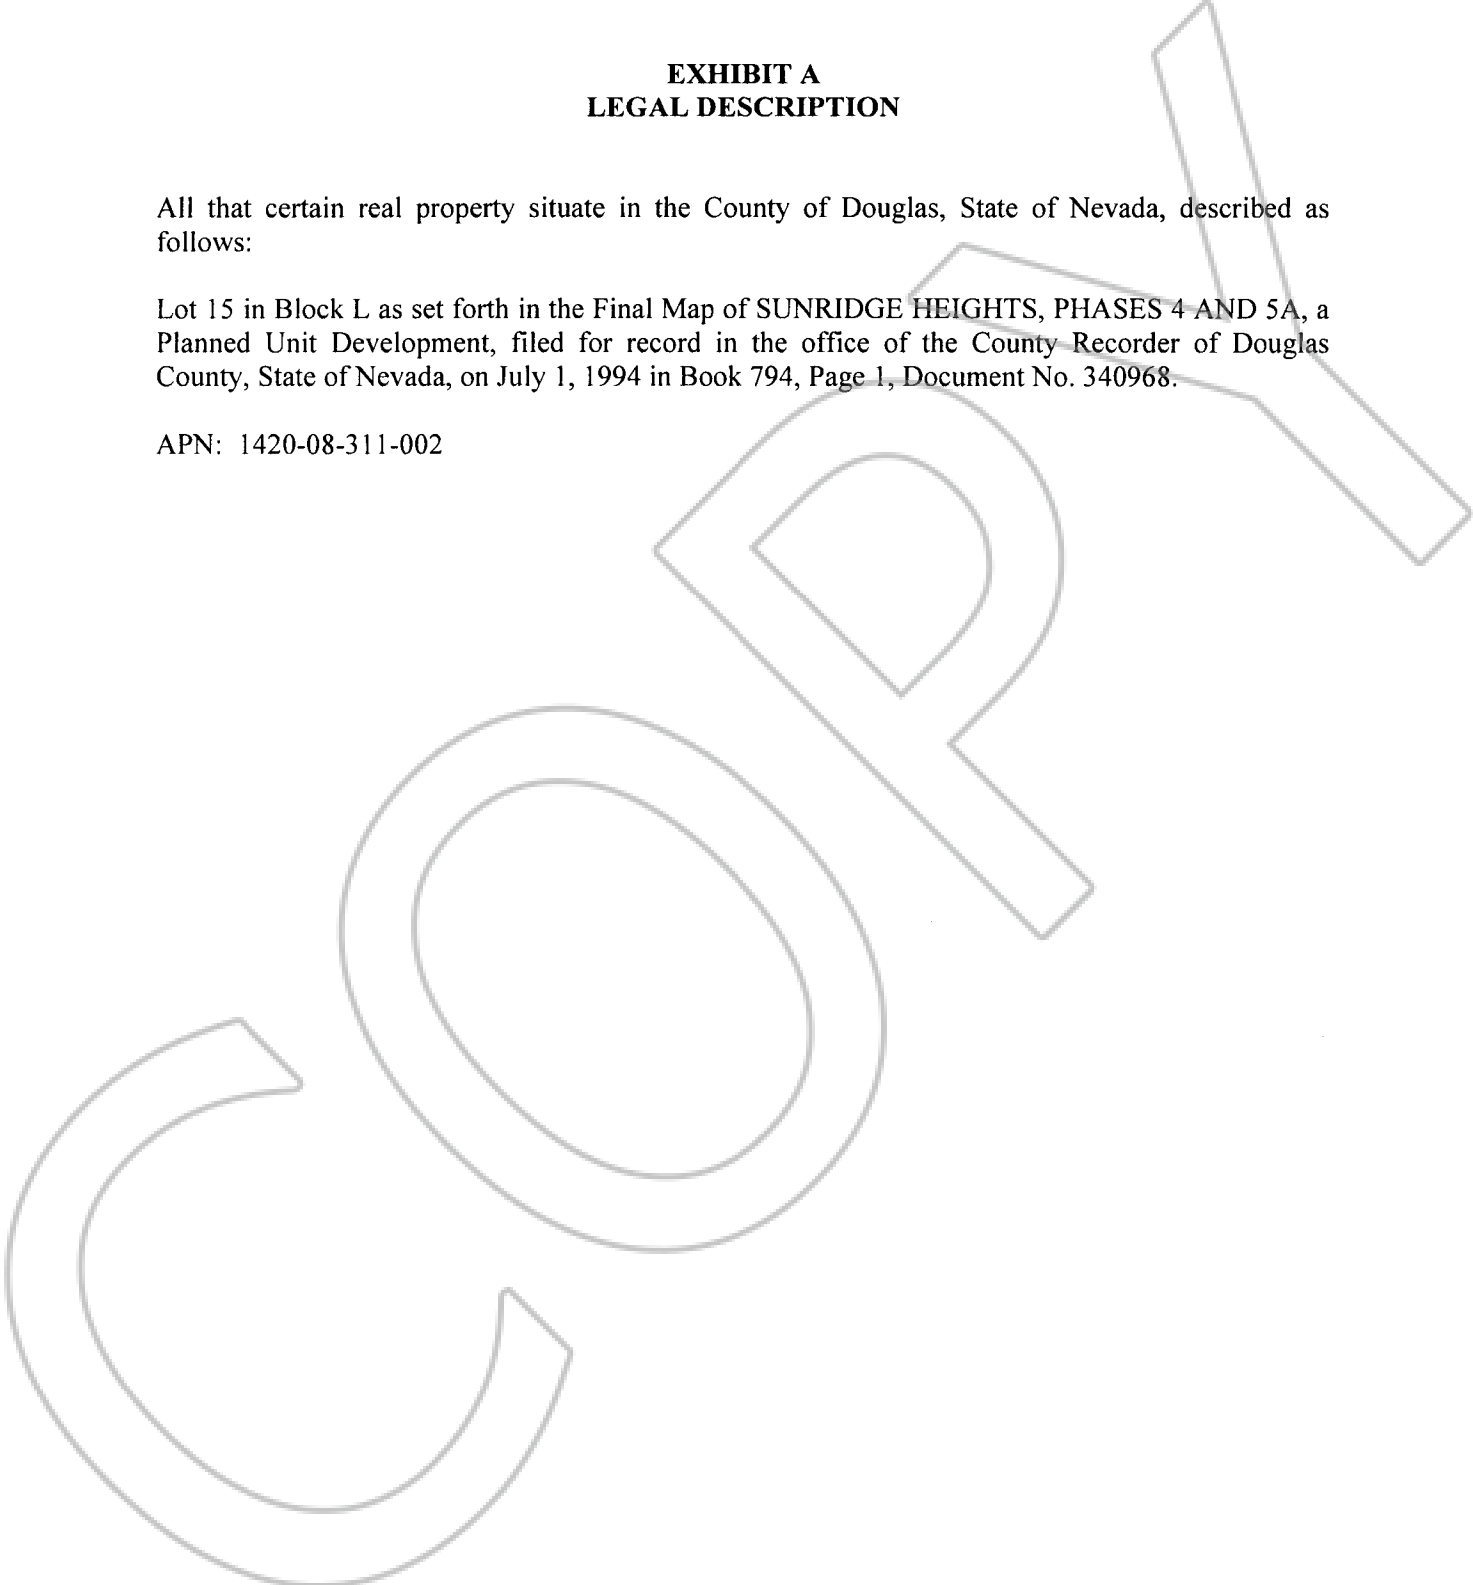 EXHIBIT A
LEGAL DESCRIPTION
All that certain real property situate in the County of Douglas, State of Nevada, described as
follows:
Lot 15 in Block L as set forth in the Final Map of SUNRIDGE HEIGHTS, PHASES 4 AND 5A, a
Planned Unit Development, filed for record in the office of the County Recorder of Douglas
County, State of Nevada, on July 1, 1994 in Book 794, Page 1, Document No. 340968.
APN: 1420-08-311-002
COPY